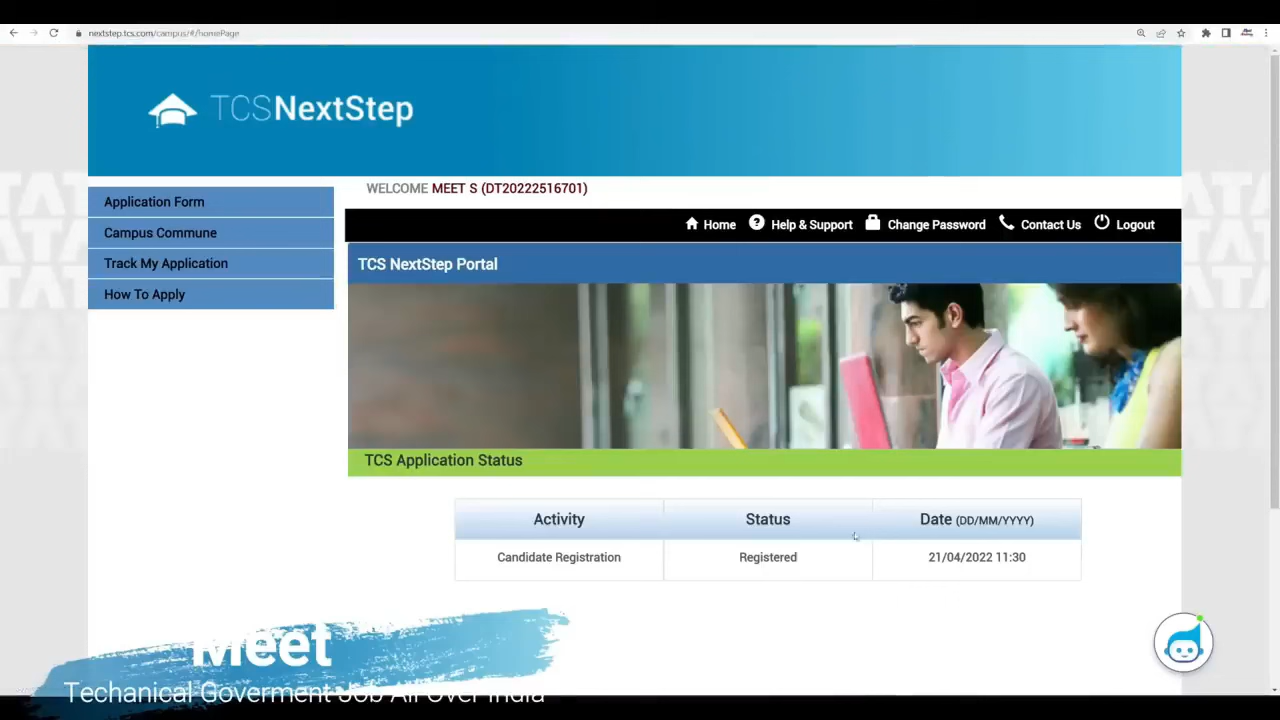 nextstep.tcs.com/campus/#/homePage
TCSNextStep
WELCOME MEET S (DT20222516701)
Application Form
Campus Commune
Track My Application
How To Apply
Home Help & Support Change Password Contact Us Logout
TCS NextStep Portal
TCS Application Status
Activity Status Date (DD/MM/YYYY)
Candidate Registration Registered 21/04/2022 11:30
Meet
Techanical Goverment Job All Over India